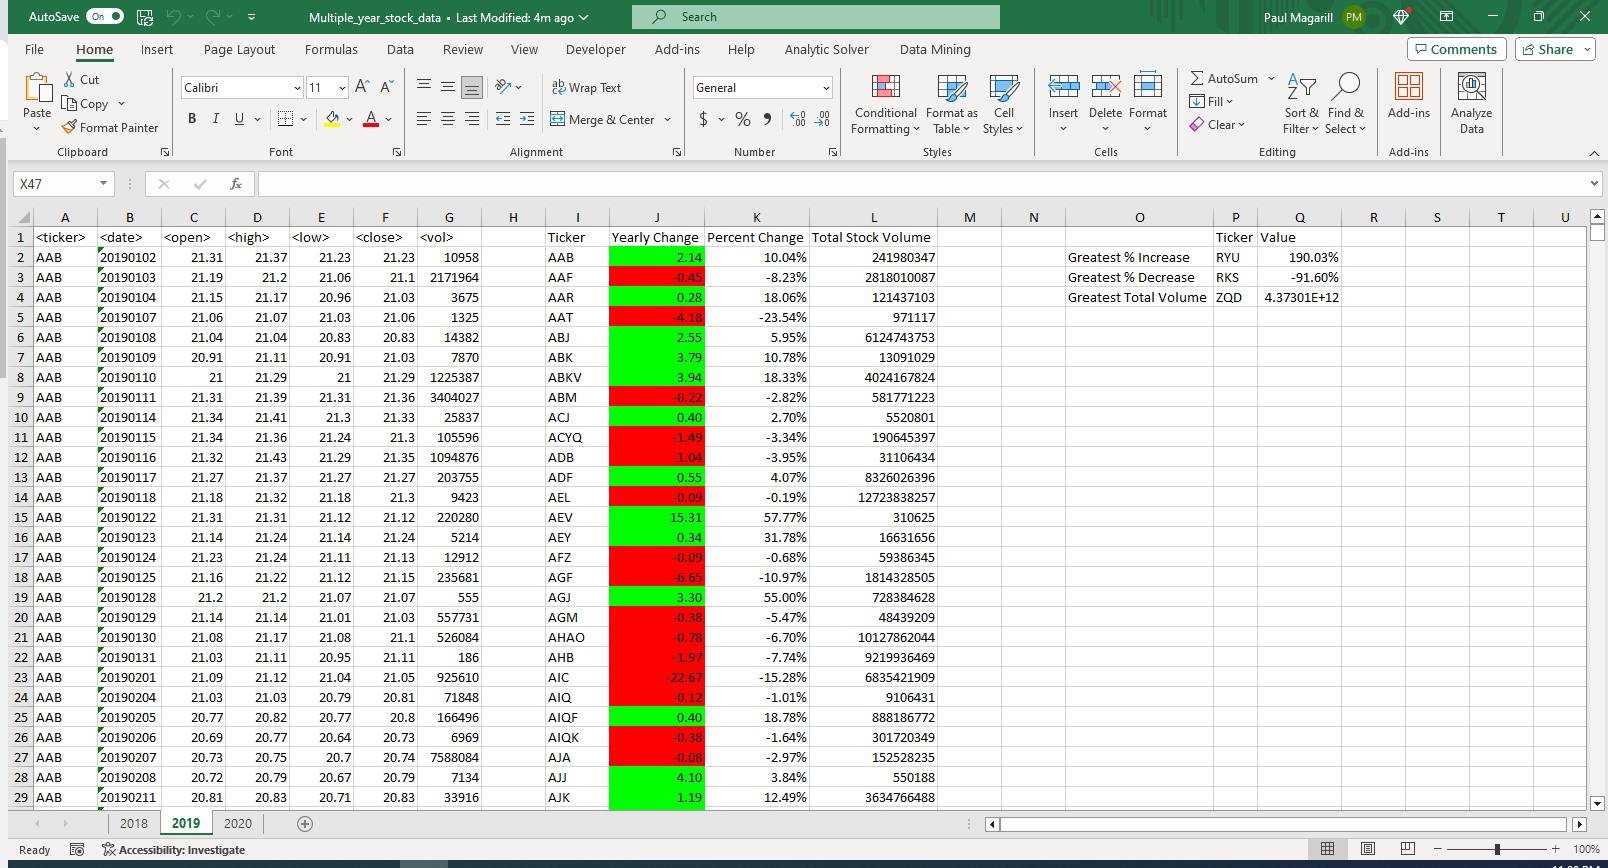 AutoSave On Multiple_year_stock_data • Last Modified: 4m ago Search Paul Magarill PM
File Home Insert Page Layout Formulas Data Review View Developer Add-ins Help Analytic Solver Data Mining Comments Share
Paste Cut Copy Format Painter Clipboard
Calibri 11 B I U A Font
Wrap Text Merge & Center Alignment
General $ % Number
Conditional Formatting Format as Table Cell Styles Styles
Insert Delete Format Cells
AutoSum Fill Clear Sort & Filter Find & Select Editing
Add-ins Add-ins
Analyze Data
X47 fx
A B C D E F G H I J K L M N O P Q R S T U
1 <ticker> <date> <open> <high> <low> <close> <vol> Ticker Yearly Change Percent Change Total Stock Volume Ticker Value
2 AAB 20190102 21.31 21.37 21.23 21.23 10958 AAB 2.14 10.04% 241980347 Greatest % Increase RYU 190.03%
3 AAB 20190103 21.19 21.2 21.06 21.1 2171964 AAF -0.45 -8.23% 2818010087 Greatest % Decrease RKS -91.60%
4 AAB 20190104 21.15 21.17 20.96 21.03 3675 AAR 0.28 18.06% 121437103 Greatest Total Volume ZQD 4.37301E+12
5 AAB 20190107 21.06 21.07 21.03 21.06 1325 AAT -4.18 -23.54% 971117
6 AAB 20190108 21.04 21.04 20.83 20.83 14382 ABJ 2.55 5.95% 6124743753
7 AAB 20190109 20.91 21.11 20.91 21.03 7870 ABK 3.79 10.78% 13091029
8 AAB 20190110 21 21.29 21 21.29 1225387 ABKV 3.94 18.33% 4024167824
9 AAB 20190111 21.31 21.39 21.31 21.36 3404027 ABM -0.22 -2.82% 581771223
10 AAB 20190114 21.34 21.41 21.3 21.33 25837 ACJ 0.40 2.70% 5520801
11 AAB 20190115 21.34 21.36 21.24 21.3 105596 ACYQ -1.49 -3.34% 190645397
12 AAB 20190116 21.32 21.43 21.29 21.35 1094876 ADB -1.04 -3.95% 31106434
13 AAB 20190117 21.27 21.37 21.27 21.27 203755 ADF 0.55 4.07% 8326026396
14 AAB 20190118 21.18 21.32 21.18 21.3 9423 AEL -0.09 -0.19% 12723838257
15 AAB 20190122 21.31 21.31 21.12 21.12 220280 AEV 15.31 57.77% 310625
16 AAB 20190123 21.14 21.24 21.14 21.24 5214 AEY 0.34 31.78% 16631656
17 AAB 20190124 21.23 21.24 21.11 21.13 12912 AFZ -0.09 -0.68% 59386345
18 AAB 20190125 21.16 21.22 21.12 21.15 235681 AGF -6.65 -10.97% 1814328505
19 AAB 20190128 21.2 21.2 21.07 21.07 555 AGJ 3.30 55.00% 728384628
20 AAB 20190129 21.14 21.14 21.01 21.03 557731 AGM -0.38 -5.47% 48439209
21 AAB 20190130 21.08 21.17 21.08 21.1 526084 AHAO -0.78 -6.70% 10127862044
22 AAB 20190131 21.03 21.11 20.95 21.11 186 AHB -1.97 -7.74% 9219936469
23 AAB 20190201 21.09 21.12 21.04 21.05 925610 AIC -22.67 -15.28% 6835421909
24 AAB 20190204 21.03 21.03 20.79 20.81 71848 AIQ -0.12 -1.01% 9106431
25 AAB 20190205 20.77 20.82 20.77 20.8 166496 AIQF 0.40 18.78% 888186772
26 AAB 20190206 20.69 20.77 20.64 20.73 6969 AIQK -0.38 -1.64% 301720349
27 AAB 20190207 20.73 20.75 20.7 20.74 7588084 AJA -0.08 -2.97% 152528235
28 AAB 20190208 20.72 20.79 20.67 20.79 7134 AJJ 4.10 3.84% 550188
29 AAB 20190211 20.81 20.83 20.71 20.83 33916 AJK 1.19 12.49% 3634766488
2018 2019 2020
Ready Accessibility: Investigate 100%